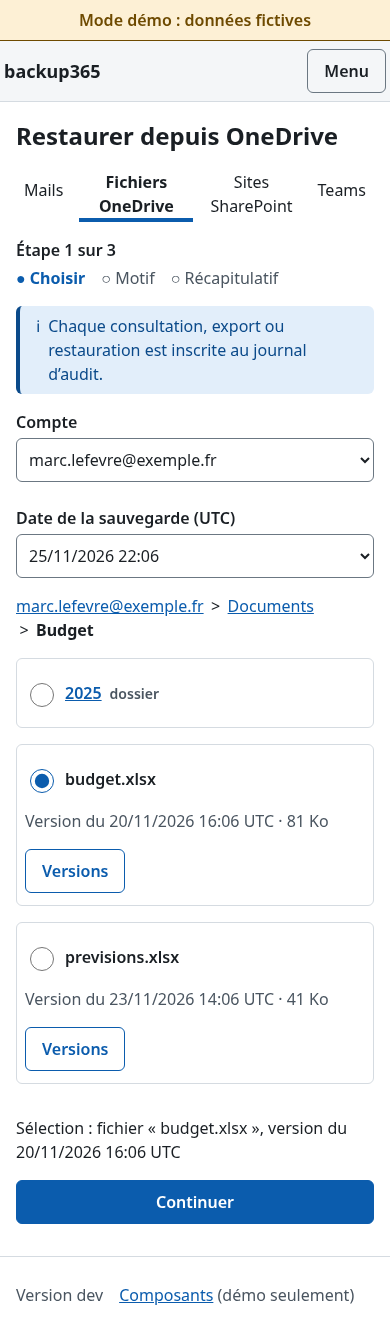 Mode démo : données fictives
backup365
Menu
Restaurer depuis OneDrive
Mails
Fichiers
OneDrive
Sites
SharePoint
Teams
Étape 1 sur 3
● Choisir ○ Motif ○ Récapitulatif
i Chaque consultation, export ou
restauration est inscrite au journal
d’audit.
Compte
marc.lefevre@exemple.fr
Date de la sauvegarde (UTC)
25/11/2026 22:06
marc.lefevre@exemple.fr > Documents
> Budget
2025 dossier
budget.xlsx
Version du 20/11/2026 16:06 UTC · 81 Ko
Versions
previsions.xlsx
Version du 23/11/2026 14:06 UTC · 41 Ko
Versions
Sélection : fichier « budget.xlsx », version du
20/11/2026 16:06 UTC
Continuer
Version dev Composants (démo seulement)